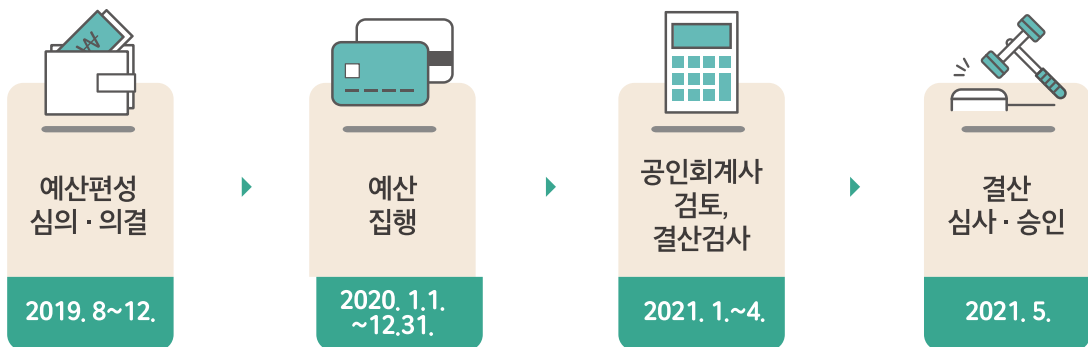 예산편성
심의 · 의결
2019. 8~12.
예산
집행
2020. 1.1.
~12.31.
공인회계사
검토,
결산검사
2021. 1.~4.
결산
심사 · 승인
2021. 5.